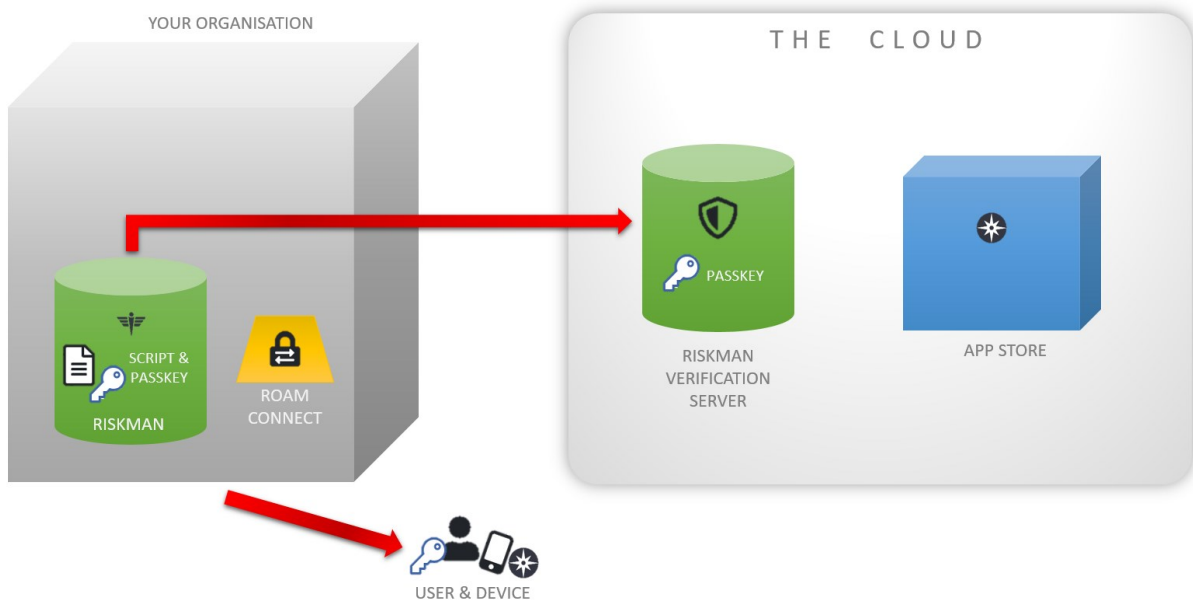 YOUR ORGANISATION
THE CLOUD
SCRIPT &
PASSKEY
RISKMAN
ROAM
CONNECT
PASSKEY
RISKMAN
VERIFICATION
SERVER
APP STORE
USER & DEVICE